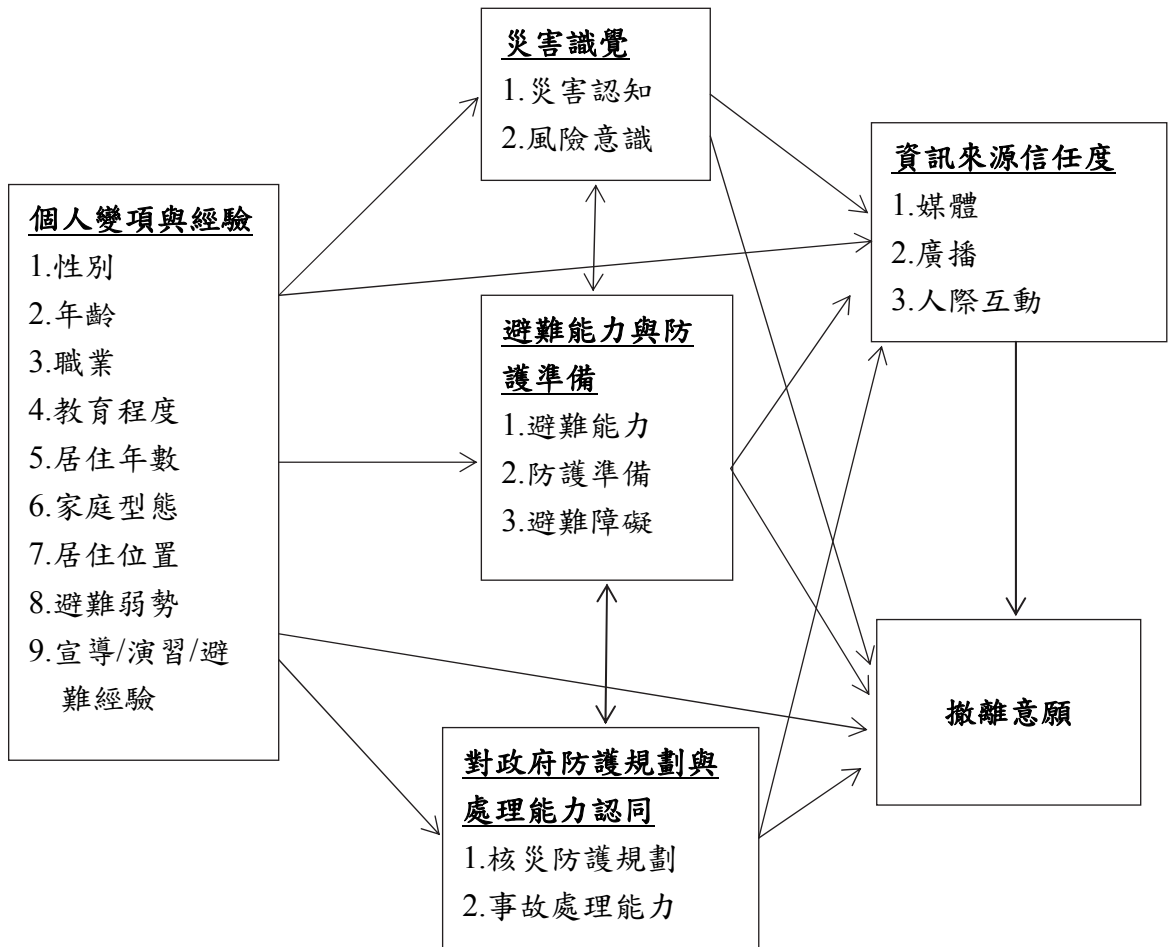 災害識覺
1.災害認知
2.風險意識
資訊來源信任度
1.媒體
2.廣播
3.人際互動
個人變項與經驗
1.性別
2.年齡
3.職業
4.教育程度
5.居住年數
6.家庭型態
7.居住位置
8.避難弱勢
9.宣導/演習/避
難經驗
避難能力與防
護準備
1.避難能力
2.防護準備
3.避難障礙
撤離意願
對政府防護規劃與
處理能力認同
1.核災防護規劃
2.事故處理能力